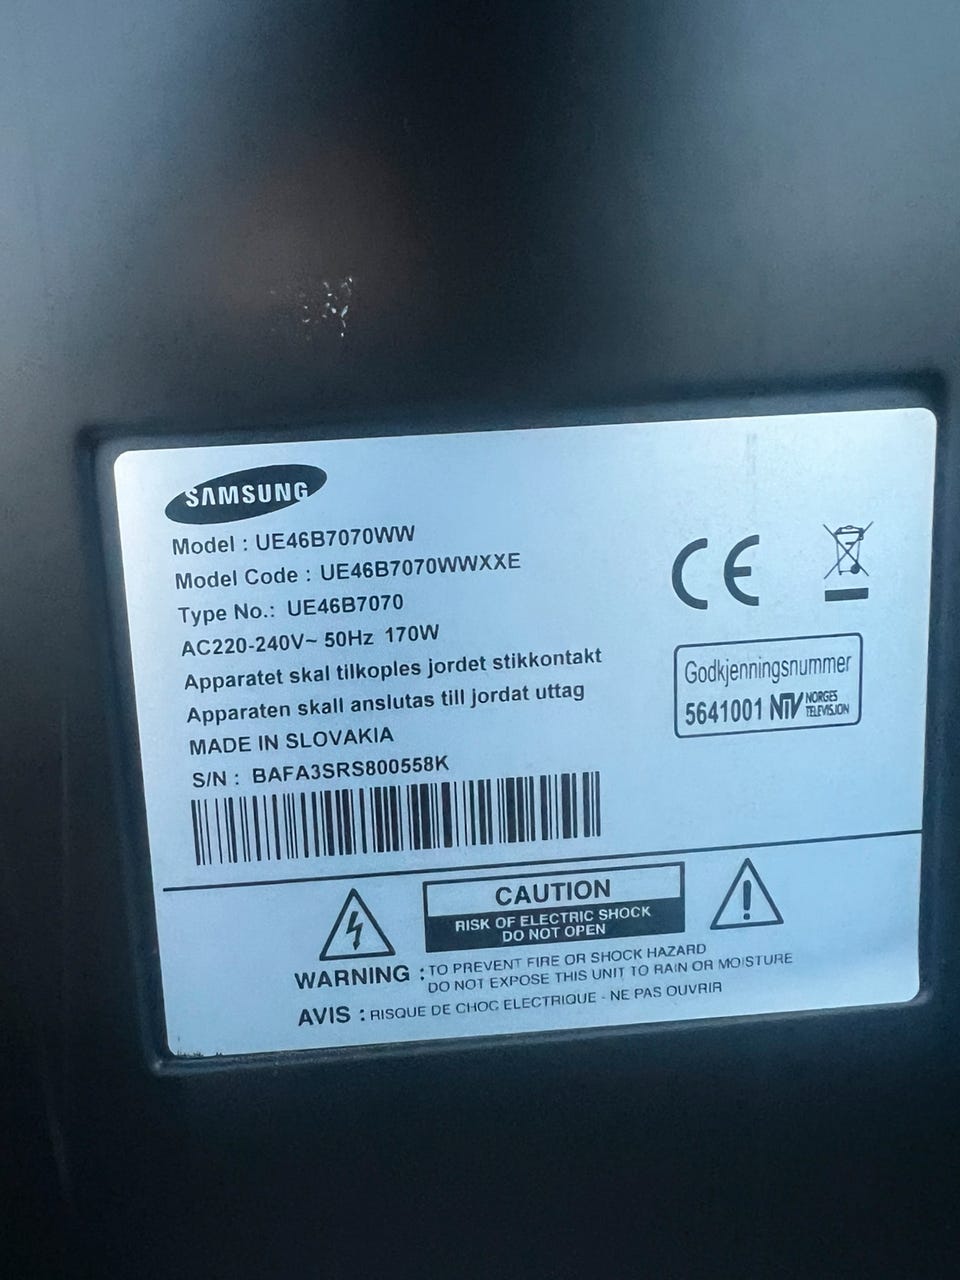 SAMSUNG
Model : UE46B7070WW
Model Code : UE46B7070WWXXE
Type No.: UE46B7070
AC220-240V~ 50Hz 170W
Apparatet skal tilkoples jordet stikkontakt
Apparaten skall anslutas till jordat uttag
MADE IN SLOVAKIA
S/N : BAFA3SRS800558K
CE
Godkjenningsnummer
5641001 NTV NORGES
TELEVISJON
CAUTION
RISK OF ELECTRIC SHOCK
DO NOT OPEN
WARNING : TO PREVENT FIRE OR SHOCK HAZARD
DO NOT EXPOSE THIS UNIT TO RAIN OR MOISTURE
AVIS : RISQUE DE CHOC ELECTRIQUE - NE PAS OUVRIR